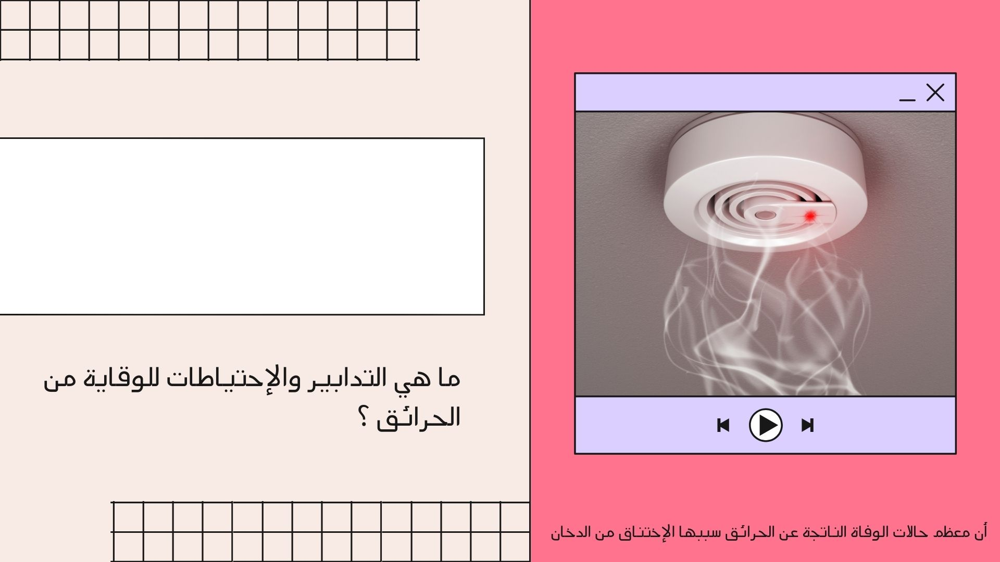 ما هي التدابير والإحتياطات للوقاية من
الحرائق ؟
أن معظم حالات الوفاة الناتجة عن الحرائق سببها الإختناق من الدخان